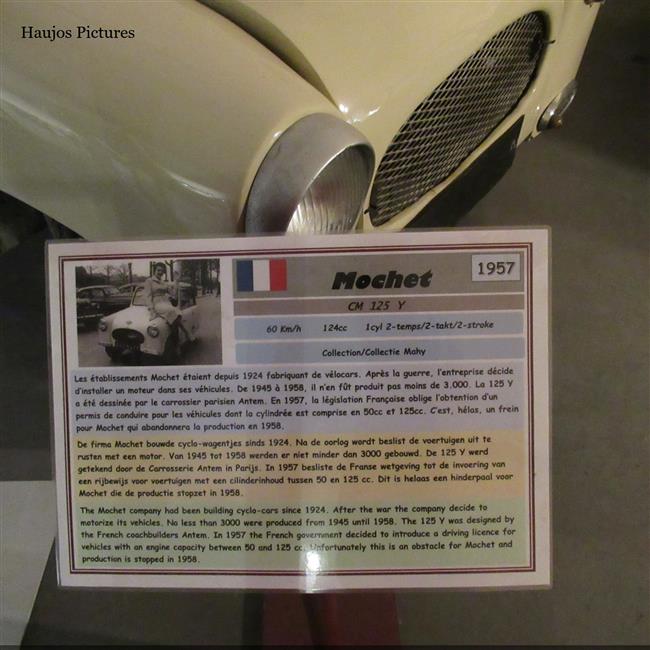 Haujos Pictures
Mochet
1957
CM 125 Y
60 Km/h 124cc 1cyl 2-temps/2-takt/2-stroke
Collection/Collectie Mahy
Les établissements Mochet étaient depuis 1924 fabriquant de vélocars. Après la guerre, l'entreprise décide
d'installer un moteur dans ses véhicules. De 1945 à 1958, il n'en fût produit pas moins de 3.000. La 125 Y
a été dessinée par le carrossier parisien Antem. En 1957, la législation Française oblige l'obtention d'un
permis de conduire pour les véhicules dont la cylindrée est comprise en 50cc et 125cc. C'est, hélas, un frein
pour Mochet qui abandonnera la production en 1958.
De firma Mochet bouwde cyclo-wagentjes sinds 1924. Na de oorlog wordt beslist de voertuigen uit te
rusten met een motor. Van 1945 tot 1958 werden er niet minder dan 3000 gebouwd. De 125 Y werd
getekend door de Carrosserie Antem in Parijs. In 1957 besliste de Franse wetgeving tot de invoering van
een rijbewijs voor voertuigen met een cilinderinhoud tussen 50 en 125 cc. Dit is helaas een hinderpaal voor
Mochet die de productie stopzet in 1958.
The Mochet company had been building cyclo-cars since 1924. After the war the company decide to
motorize its vehicles. No less than 3000 were produced from 1945 until 1958. The 125 Y was designed by
the French coachbuilders Antem. In 1957 the French government decided to introduce a driving licence for
vehicles with an engine capacity between 50 and 125 cc. Unfortunately this is an obstacle for Mochet and
production is stopped in 1958.